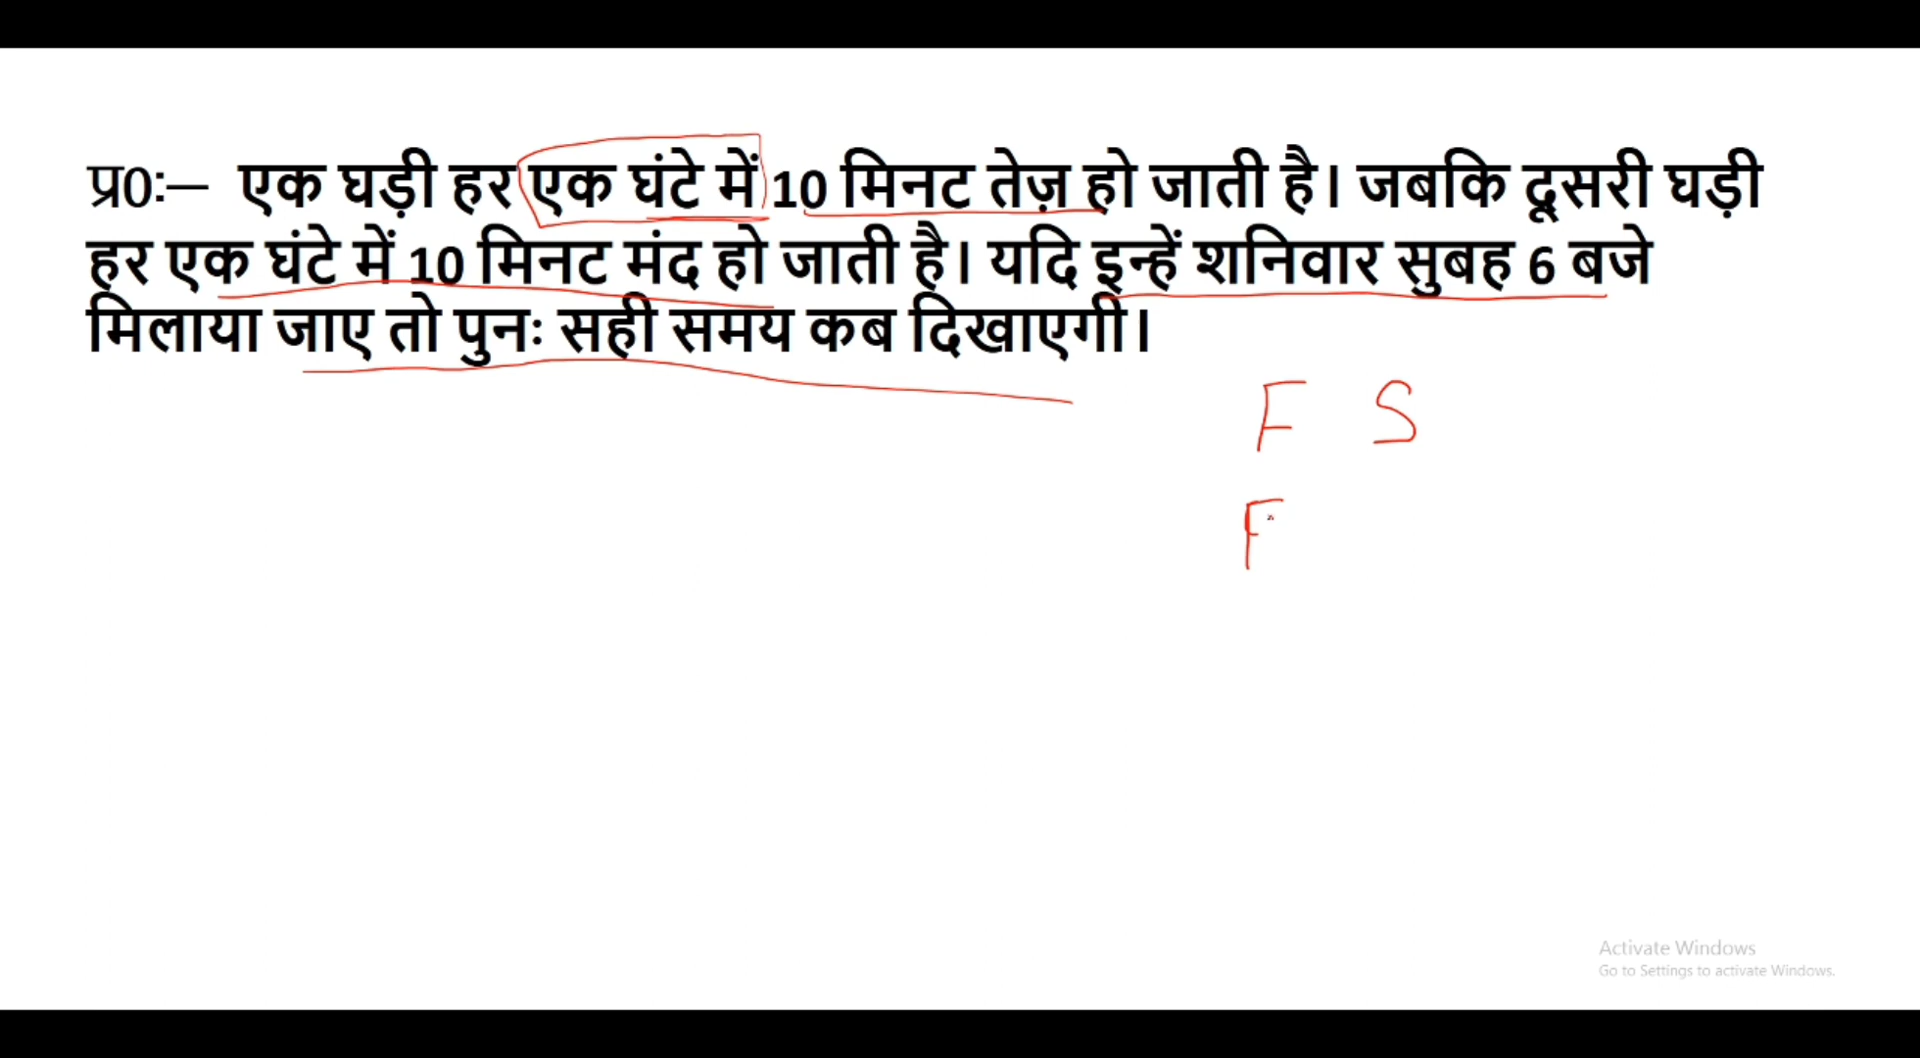 प्र0:— एक घड़ी हर एक घंटे में 10 मिनट तेज़ हो जाती है। जबकि दूसरी घड़ी
हर एक घंटे में 10 मिनट मंद हो जाती है। यदि इन्हें शनिवार सुबह 6 बजे
मिलाया जाए तो पुनः सही समय कब दिखाएगी।
F S
F
Activate Windows
Go to Settings to activate Windows.